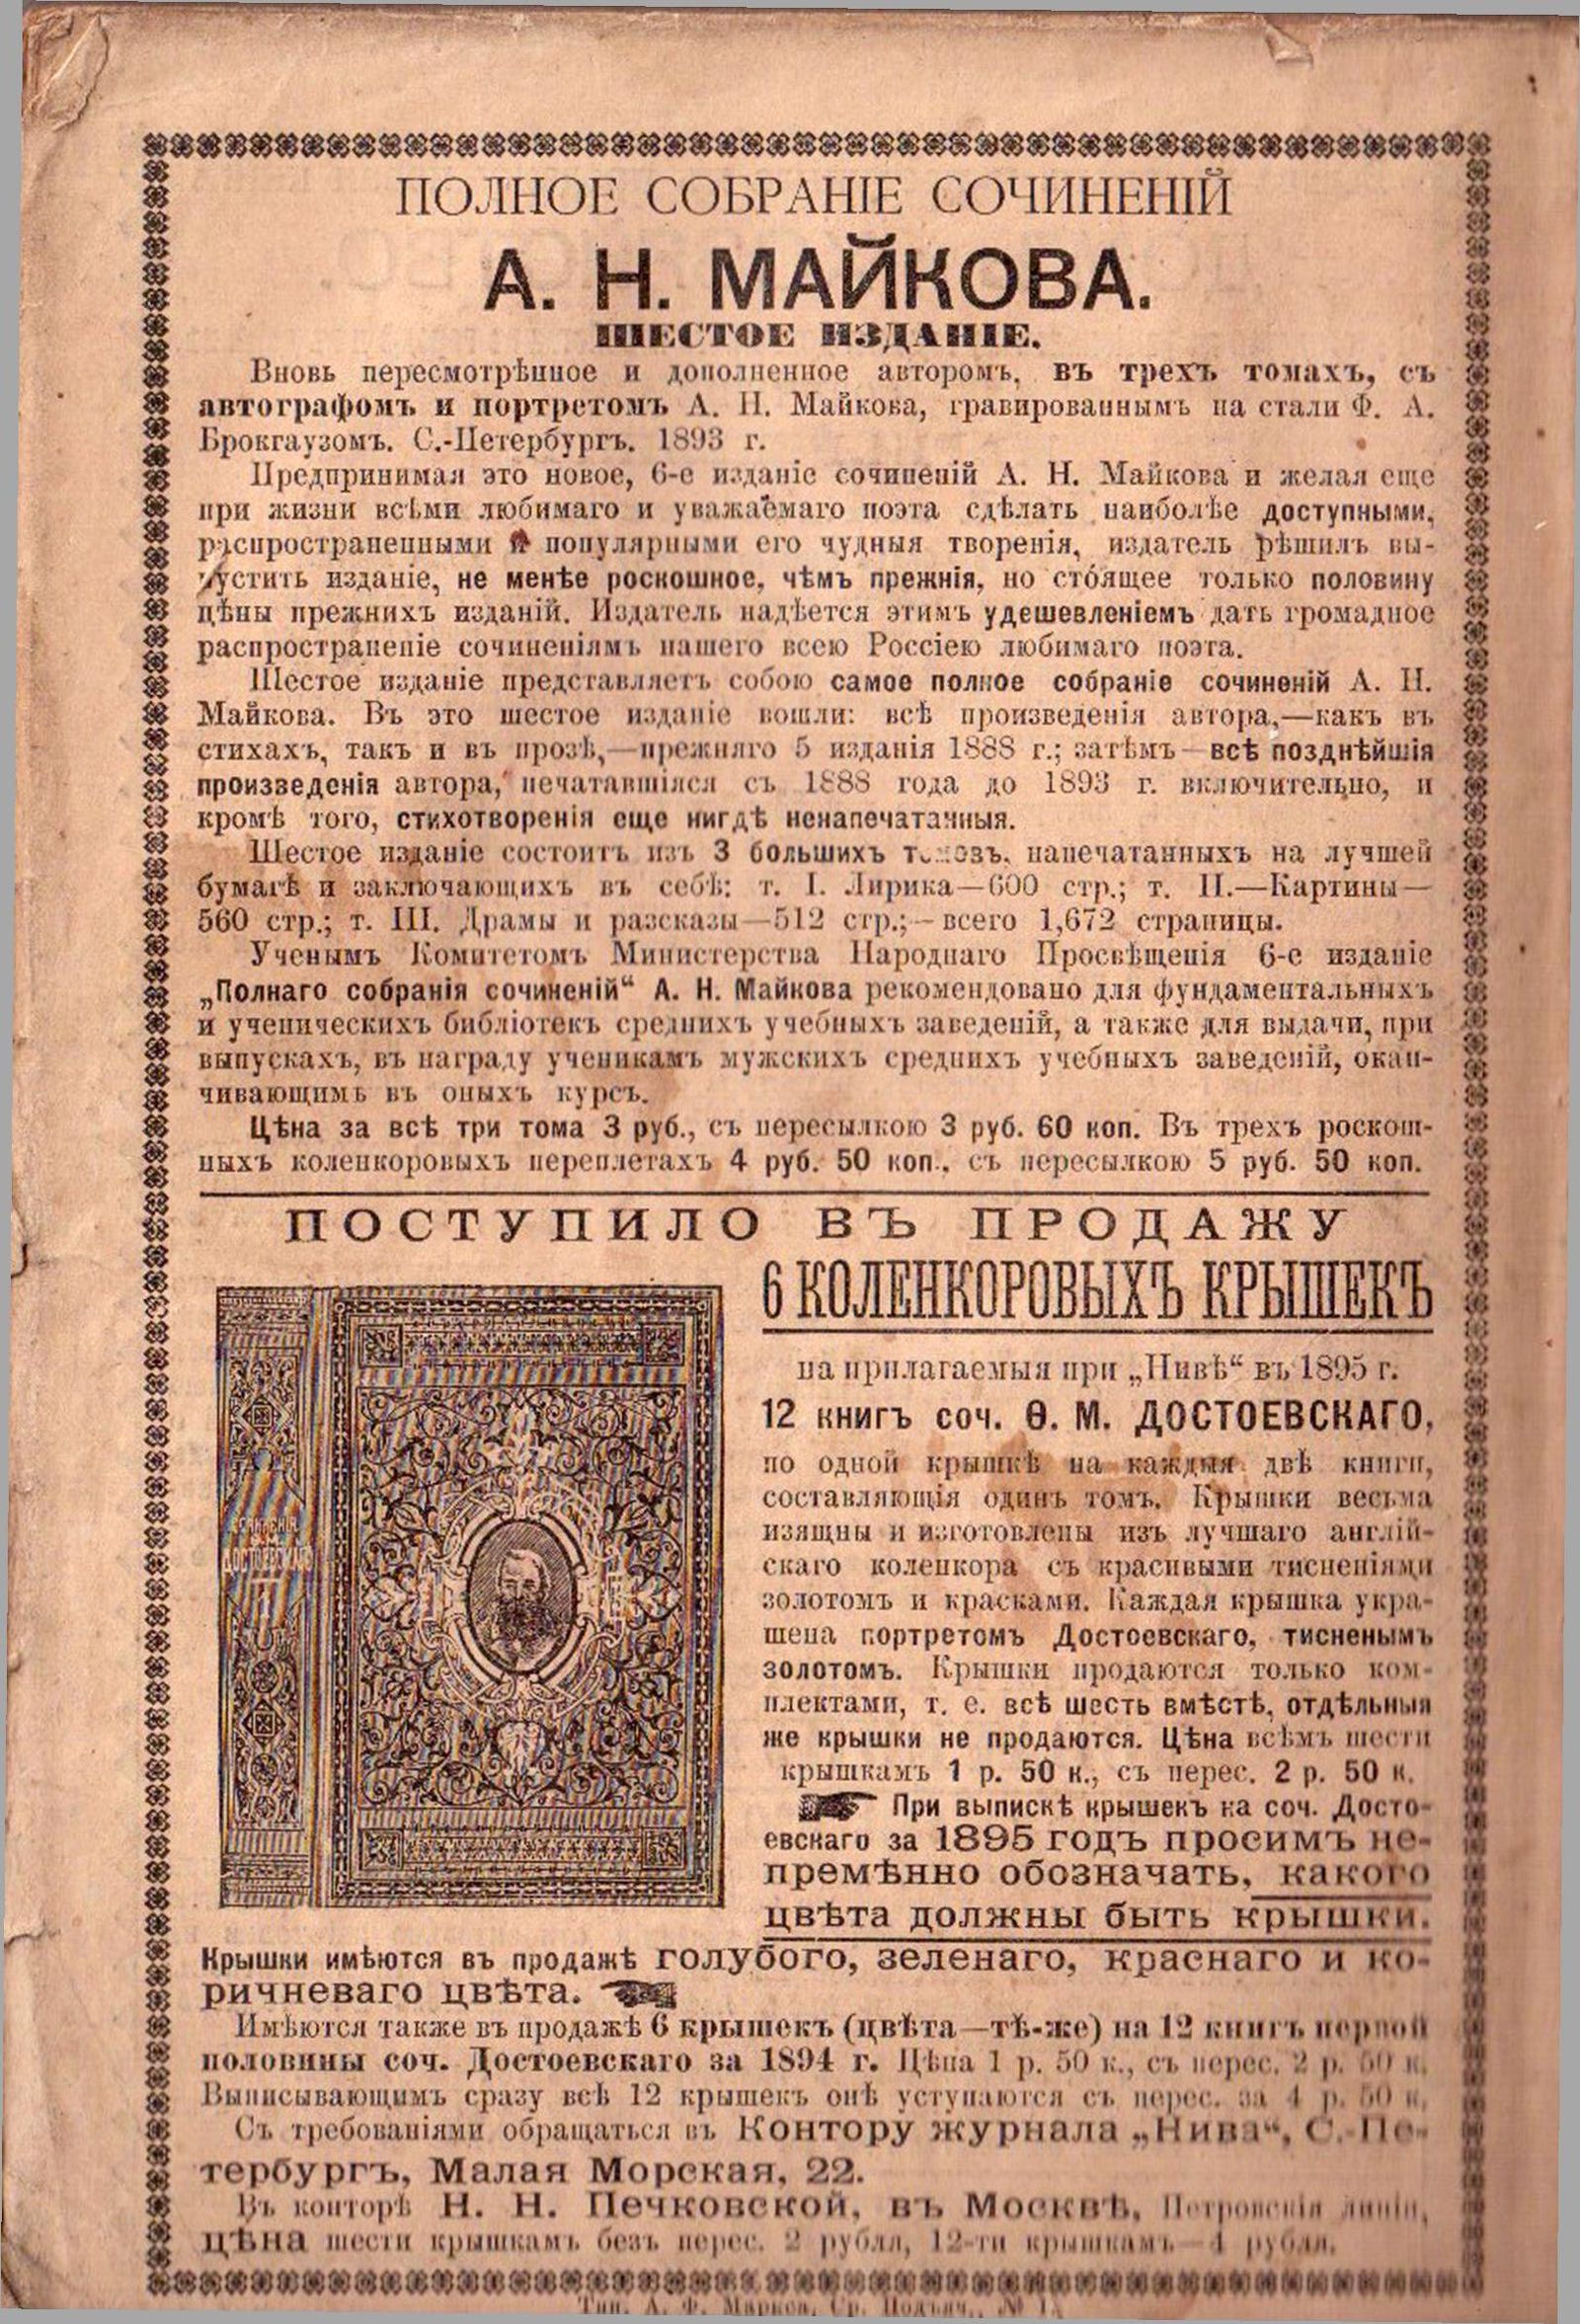 ПОЛНОЕ СОБРАНІЕ СОЧИНЕНІЙ
А. Н. МАЙКОВА.
ШЕСТОЕ ИЗДАНІЕ.
Вновь пересмотрѣнное и дополненное авторомъ, въ трехъ томахъ, съ
автографомъ и портретомъ А. Н. Майкова, гравированнымъ на стали Ф. А.
Брокгаузомъ. С.-Петербургъ. 1893 г.
Предпринимая это новое, 6-е изданіе сочиненій А. Н. Майкова и желая еще
при жизни всѣми любимаго и уважаемаго поэта сдѣлать наиболѣе доступными,
распространенными и популярными его чудныя творенія, издатель рѣшилъ вы-
пустить изданіе, не менѣе роскошное, чѣмъ прежнія, но сто́ящее только половину
цѣны прежнихъ изданій. Издатель надѣется этимъ удешевленіемъ дать громадное
распространеніе сочиненіямъ нашего всею Россіею любимаго поэта.
Шестое изданіе представляетъ собою самое полное собраніе сочиненій А. Н.
Майкова. Въ это шестое изданіе вошли: всѣ произведенія автора,—какъ въ
стихахъ, такъ и въ прозѣ,—прежняго 5 изданія 1888 г.; затѣмъ—всѣ позднѣйшія
произведенія автора, печатавшіяся съ 1888 года до 1893 г. включительно, и
кромѣ того, стихотворенія еще нигдѣ ненапечатанныя.
Шестое изданіе состоитъ изъ 3 большихъ томовъ, напечатанныхъ на лучшей
бумагѣ и заключающихъ въ себѣ: т. I. Лирика—600 стр.; т. II.—Картины—
560 стр.; т. III. Драмы и разсказы—512 стр.;—всего 1,672 страницы.
Ученымъ Комитетомъ Министерства Народнаго Просвѣщенія 6-е изданіе
„Полнаго собранія сочиненій“ А. Н. Майкова рекомендовано для фундаментальныхъ
и ученическихъ библіотекъ среднихъ учебныхъ заведеній, а также для выдачи, при
выпускахъ, въ награду ученикамъ мужскихъ среднихъ учебныхъ заведеній, окан-
чивающимъ въ оныхъ курсъ.
Цѣна за всѣ три тома 3 руб., съ пересылкою 3 руб. 60 коп. Въ трехъ роскош-
ныхъ коленкоровыхъ переплетахъ 4 руб. 50 коп., съ пересылкою 5 руб. 50 коп.
ПОСТУПИЛО ВЪ ПРОДАЖУ
6 КОЛЕНКОРОВЫХЪ КРЫШЕКЪ
на прилагаемыя при „Нивѣ“ въ 1895 г.
12 книгъ соч. Ѳ. М. ДОСТОЕВСКАГО,
по одной крышкѣ на каждыя двѣ книги,
составляющія одинъ томъ. Крышки весьма
изящны и изготовлены изъ лучшаго англій-
скаго коленкора съ красивыми тисненіями
золотомъ и красками. Каждая крышка укра-
шена портретомъ Достоевскаго, тисненымъ
золотомъ. Крышки продаются только ком-
плектами, т. е. всѣ шесть вмѣстѣ, отдѣльныя
же крышки не продаются. Цѣна всѣмъ шести
крышкамъ 1 р. 50 к., съ перес. 2 р. 50 к.
При выпискѣ крышекъ на соч. Досто-
евскаго за 1895 годъ просимъ не-
премѣнно обозначать, какого
цвѣта должны быть крышки.
Крышки имѣются въ продажѣ голубого, зеленаго, краснаго и ко-
ричневаго цвѣта.
Имѣются также въ продажѣ 6 крышекъ (цвѣта—тѣ-же) на 12 книгъ первой
половины соч. Достоевскаго за 1894 г. Цѣна 1 р. 50 к., съ перес. 2 р. 50 к.
Выписывающимъ сразу всѣ 12 крышекъ онѣ уступаются съ перес. за 4 р. 50 к.
Съ требованіями обращаться въ Контору журнала „Нива“, С.-Пе-
тербургъ, Малая Морская, 22.
Въ конторѣ Н. Н. Печковской, въ Москвѣ, Петровскія линіи,
цѣна шести крышкамъ безъ перес. 2 рубля, 12-ти крышкамъ—4 рубля.
Тип. А. Ф. Маркса, Ср. Подъяч., № 1.